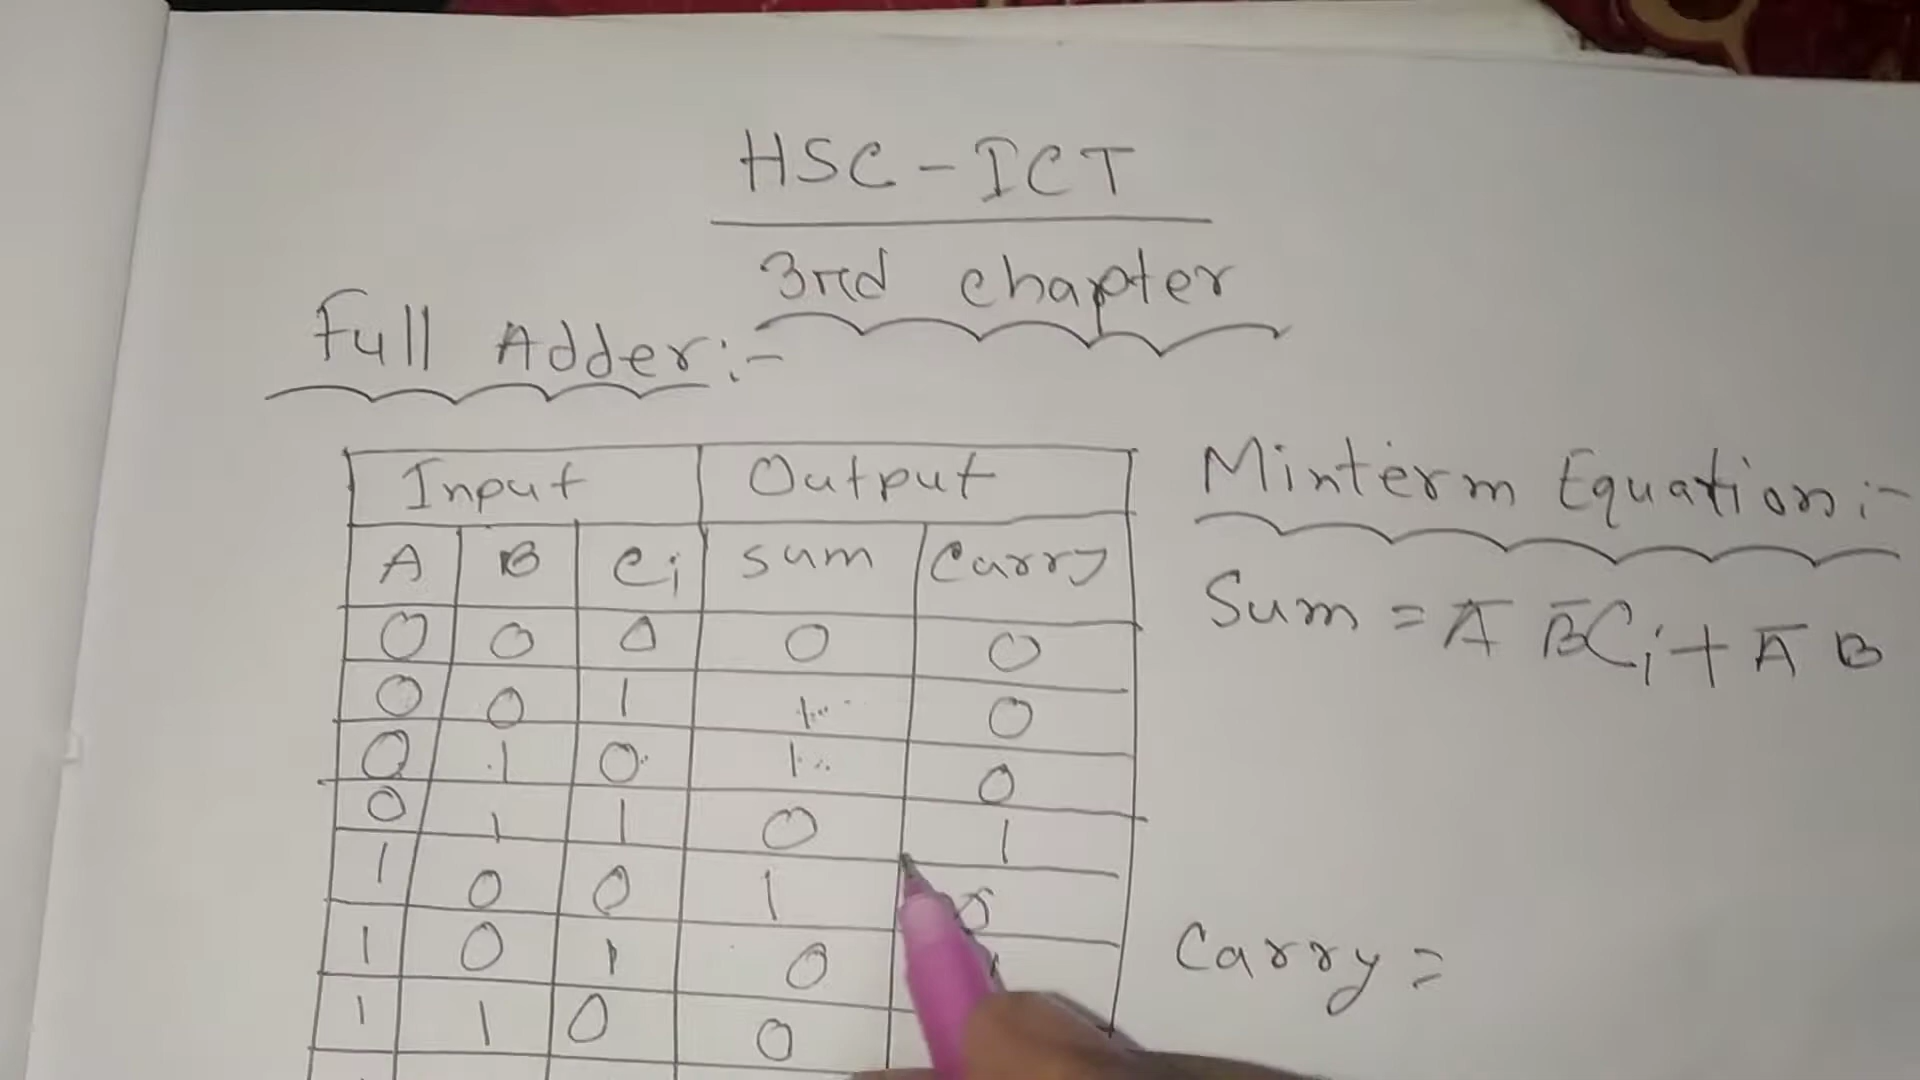 HSC-ICT
3rd chapter
Full Adder:-
Input Output
A B Ci sum Carry
0 0 0 0 0
0 0 1 1 0
0 1 0 1 0
0 1 1 0 1
1 0 0 1 0
1 0 1 0
1 1 0 0
Minterm Equation:-
Sum = A̅ B̅Ci + A̅ B
Carry =